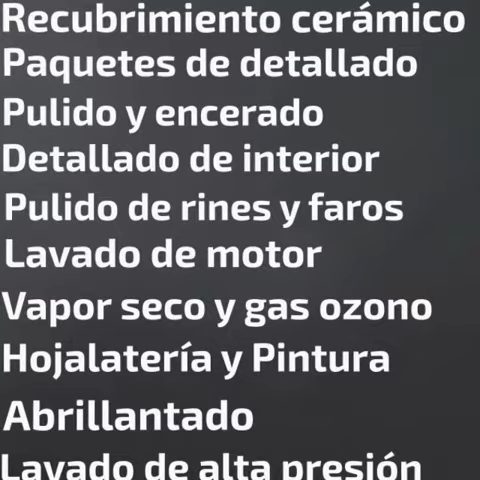 Recubrimiento cerámico
Paquetes de detallado
Pulido y encerado
Detallado de interior
Pulido de rines y faros
Lavado de motor
Vapor seco y gas ozono
Hojalatería y Pintura
Abrillantado
Lavado de alta presión